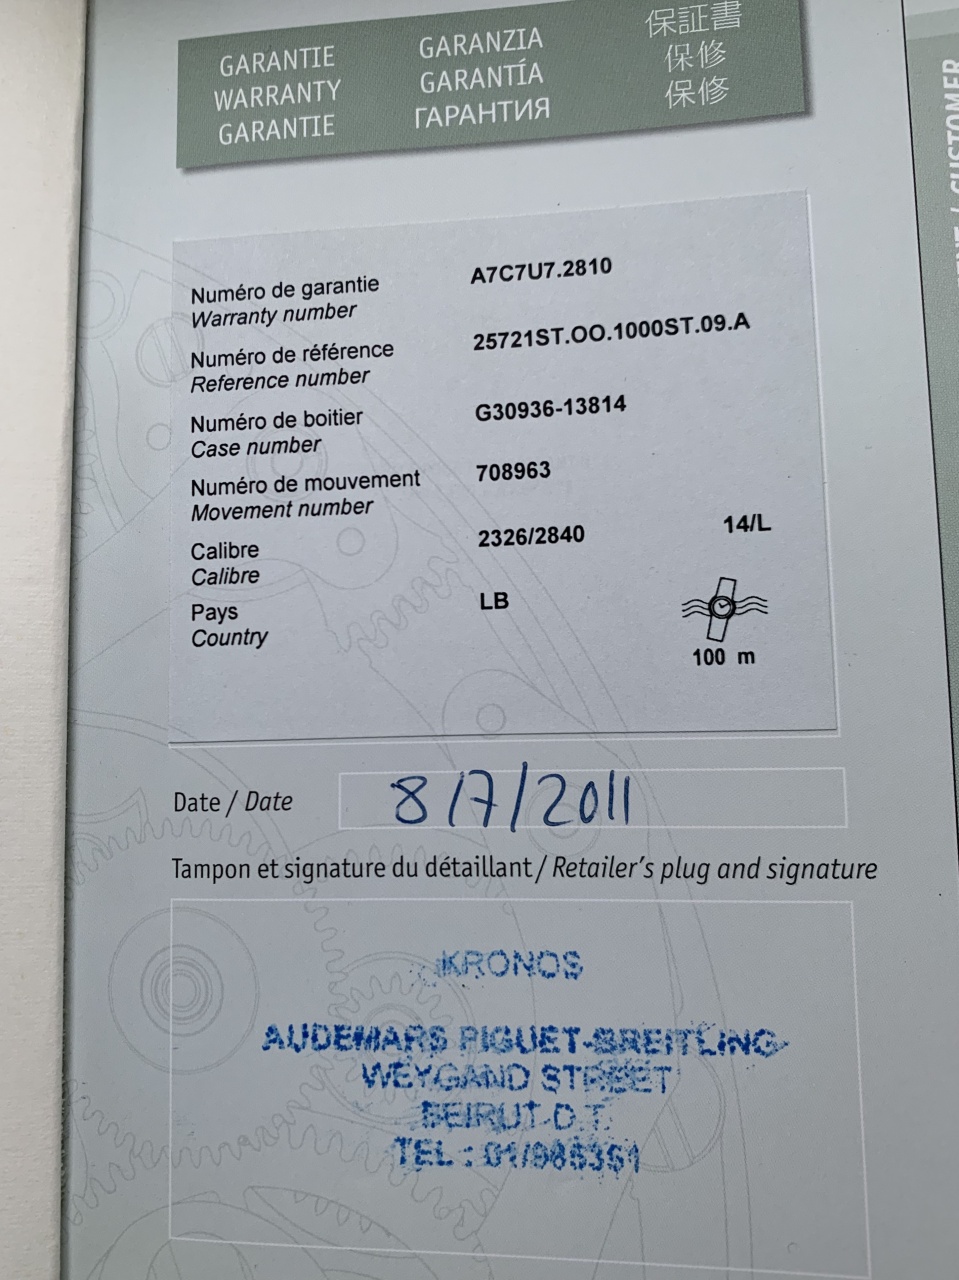 GARANTIE
WARRANTY
GARANTIE
GARANZIA
GARANTÍA
ГАРАНТИЯ
保証書
保修
保修
Numéro de garantie A7C7U7.2810
Warranty number
Numéro de référence 25721ST.OO.1000ST.09.A
Reference number
Numéro de boitier G30936-13814
Case number
Numéro de mouvement 708963
Movement number
Calibre 2326/2840 14/L
Calibre
Pays LB
Country
100 m
Date / Date 8/7/2011
Tampon et signature du détaillant / Retailer's plug and signature
KRONOS
AUDEMARS PIGUET-BREITLING
WEYGAND STREET
BEIRUT-D.T.
TEL : 01/985351
/ CUSTOMER